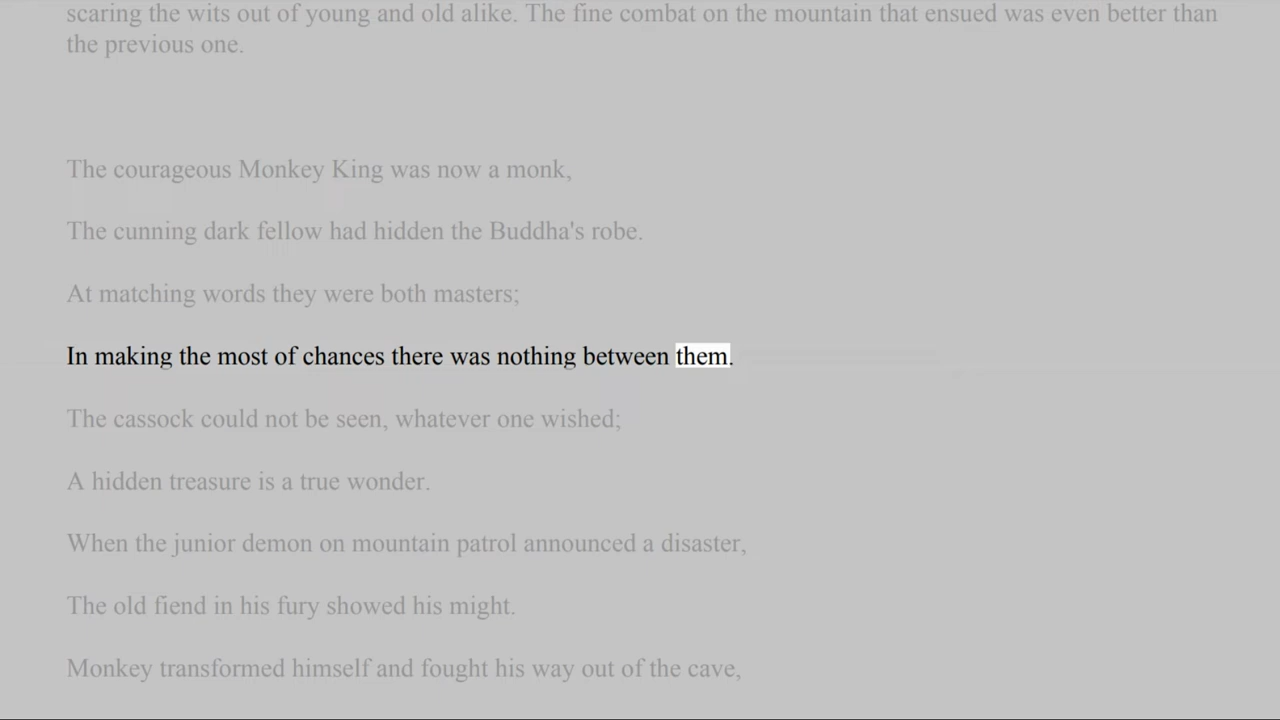 scaring the wits out of young and old alike. The fine combat on the mountain that ensued was even better than
the previous one.
The courageous Monkey King was now a monk,
The cunning dark fellow had hidden the Buddha's robe.
At matching words they were both masters;
In making the most of chances there was nothing between them.
The cassock could not be seen, whatever one wished;
A hidden treasure is a true wonder.
When the junior demon on mountain patrol announced a disaster,
The old fiend in his fury showed his might.
Monkey transformed himself and fought his way out of the cave,